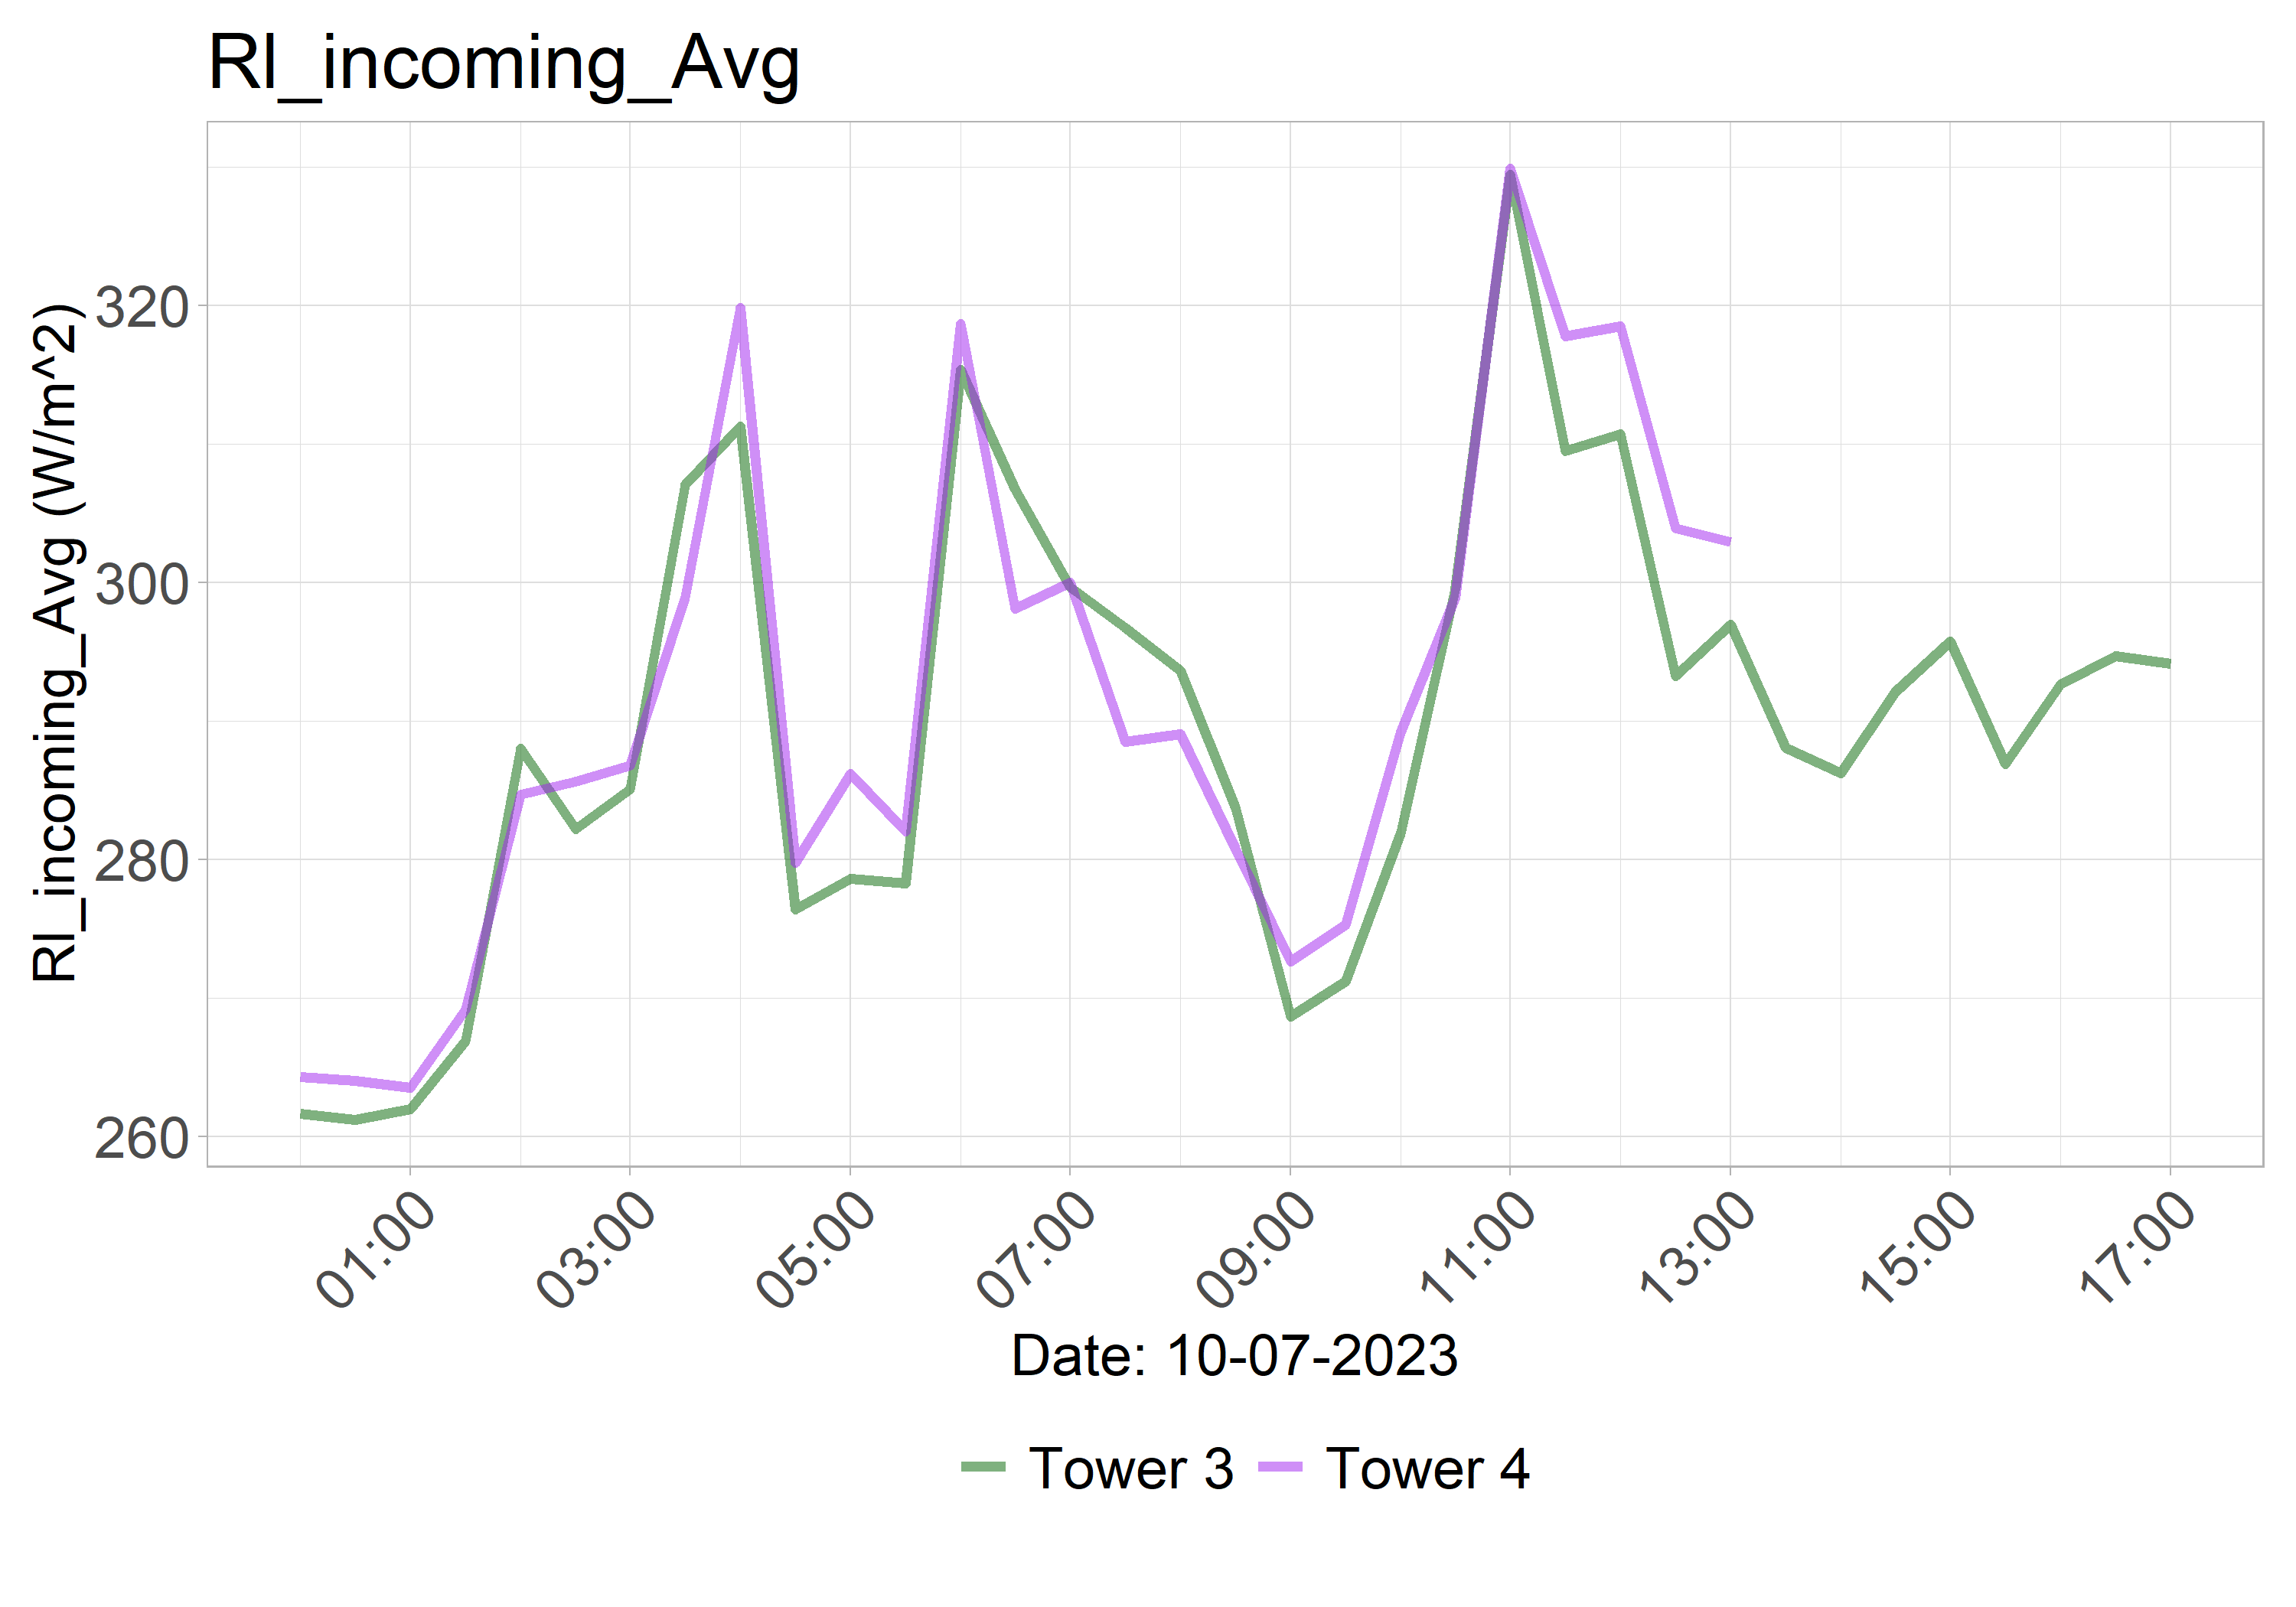 Rl_incoming_Avg
Rl_incoming_Avg (W/m^2)
320
300
280
260
01:00 03:00 05:00 07:00 09:00 11:00 13:00 15:00 17:00
Date: 10-07-2023
Tower 3 Tower 4